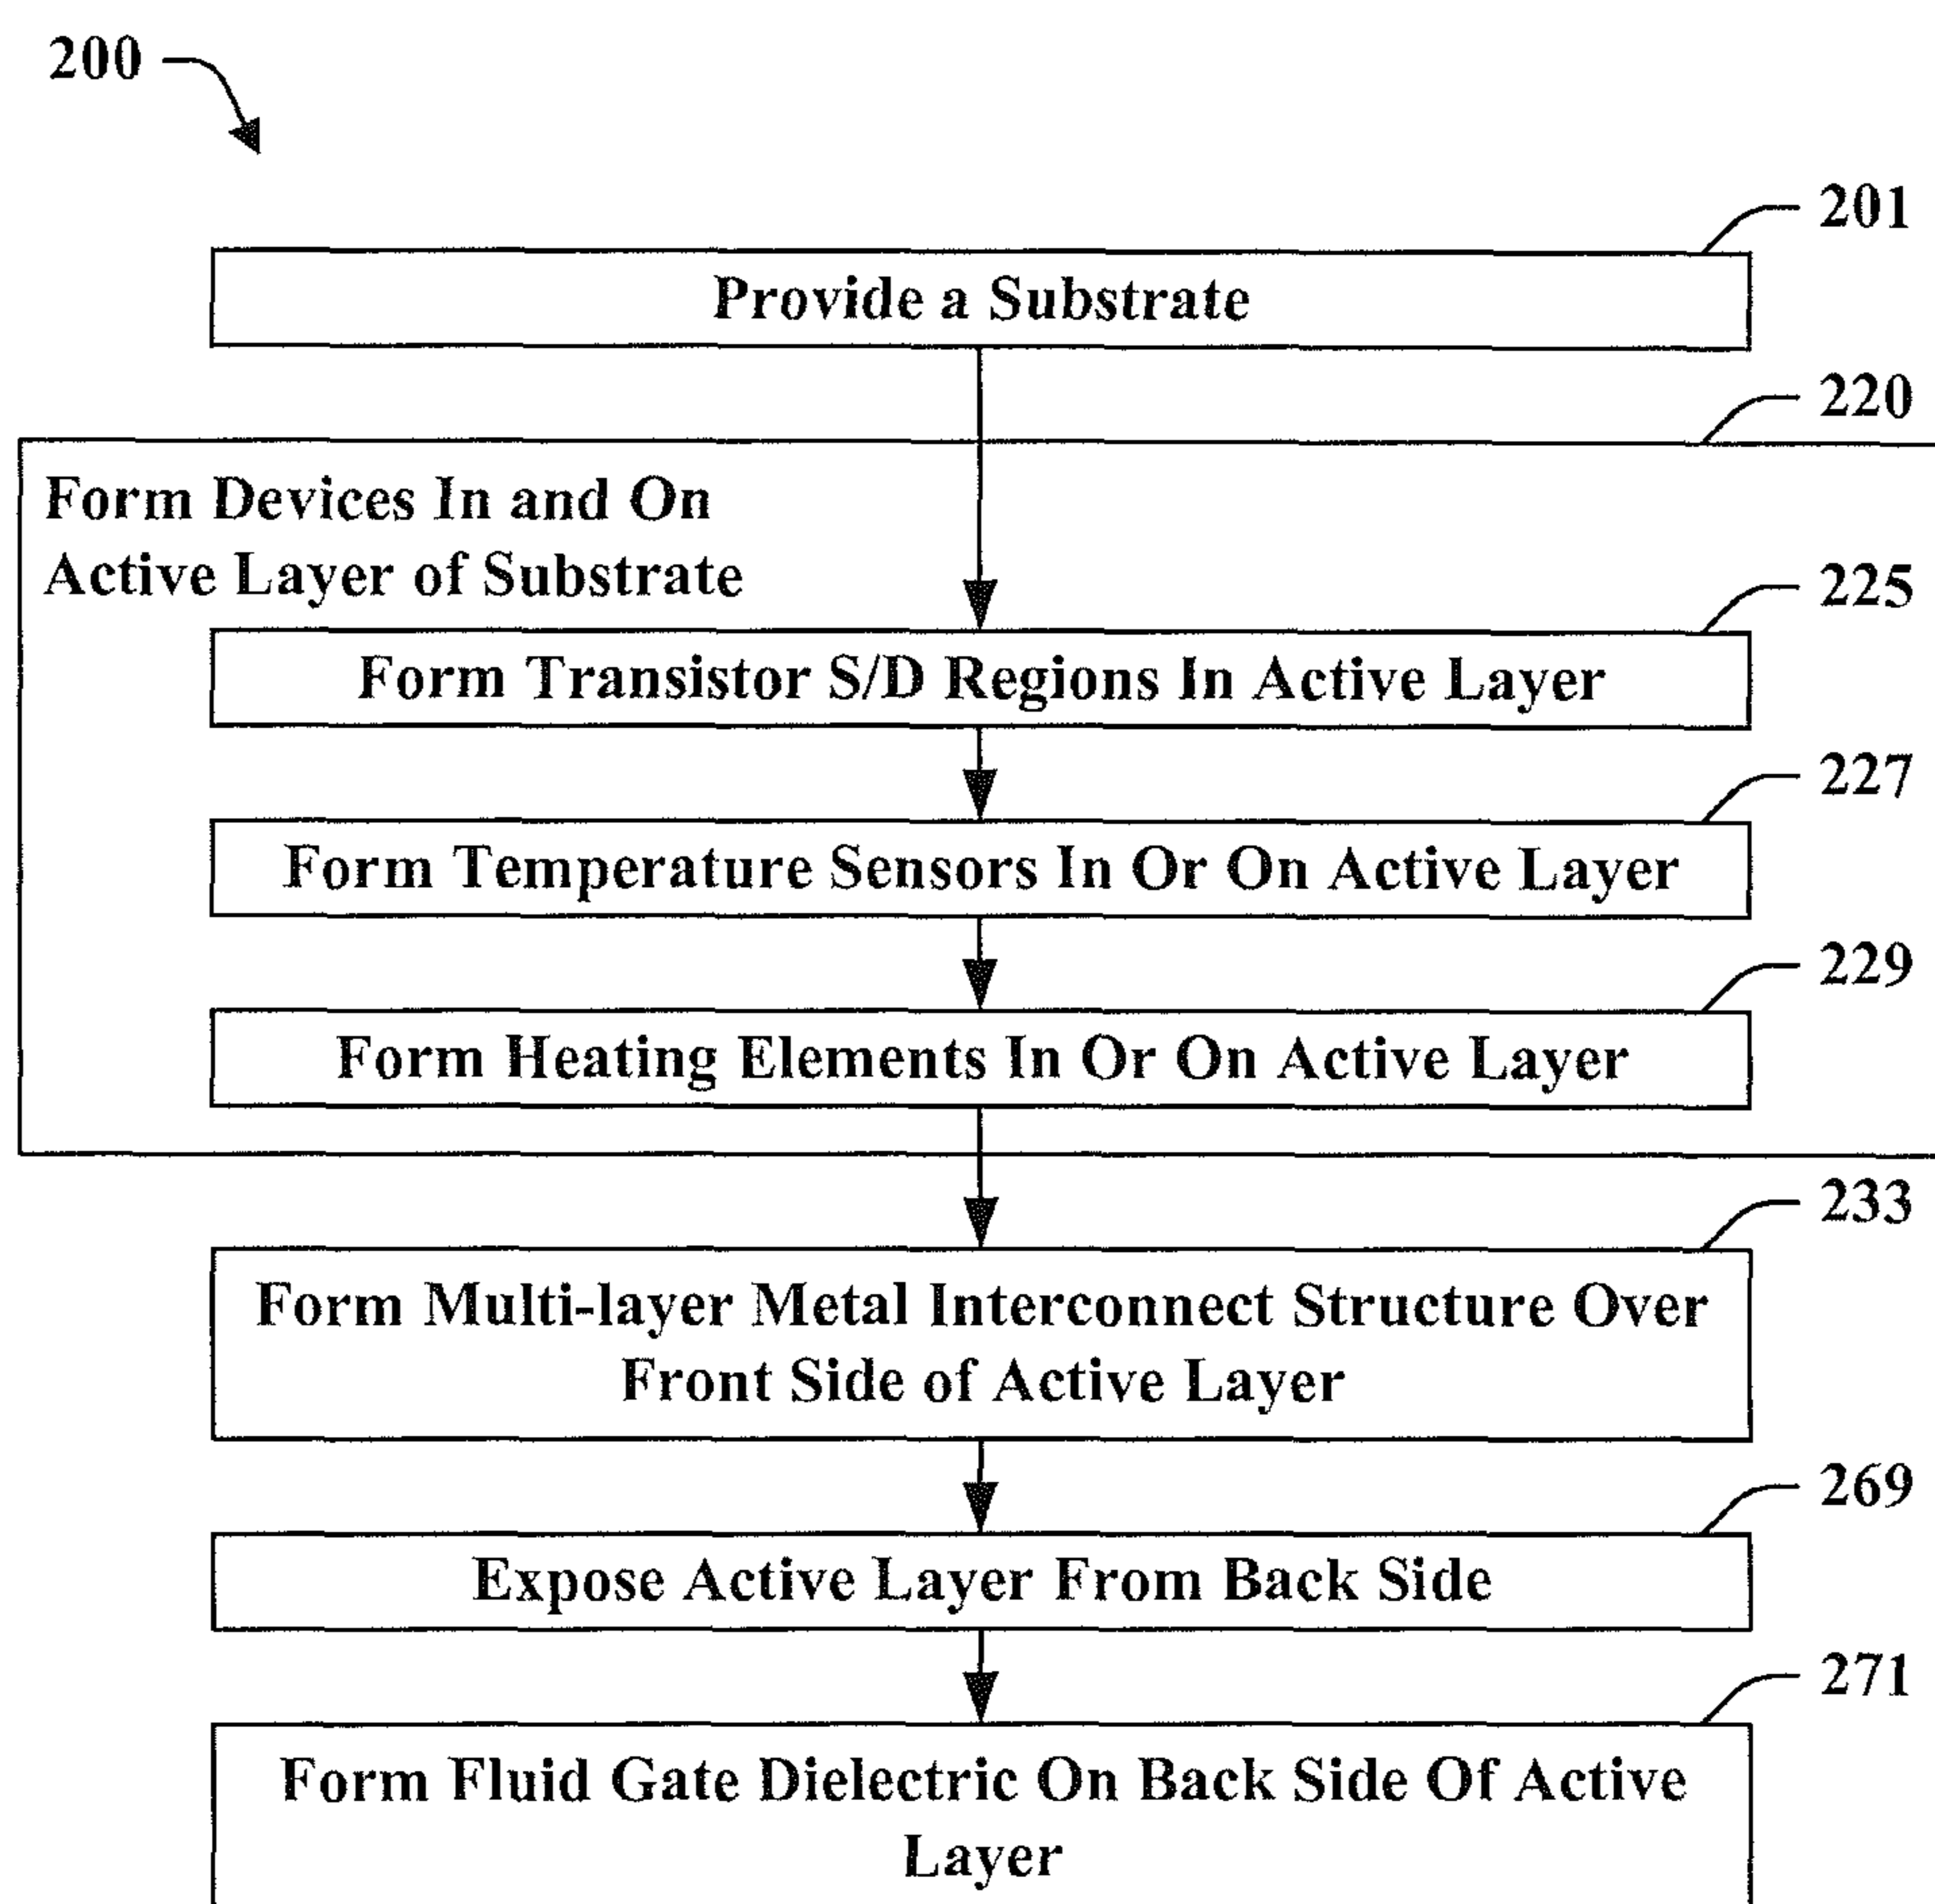 200
201
Provide a Substrate
220
Form Devices In and On
Active Layer of Substrate
225
Form Transistor S/D Regions In Active Layer
227
Form Temperature Sensors In Or On Active Layer
229
Form Heating Elements In Or On Active Layer
233
Form Multi-layer Metal Interconnect Structure Over
Front Side of Active Layer
269
Expose Active Layer From Back Side
271
Form Fluid Gate Dielectric On Back Side Of Active
Layer